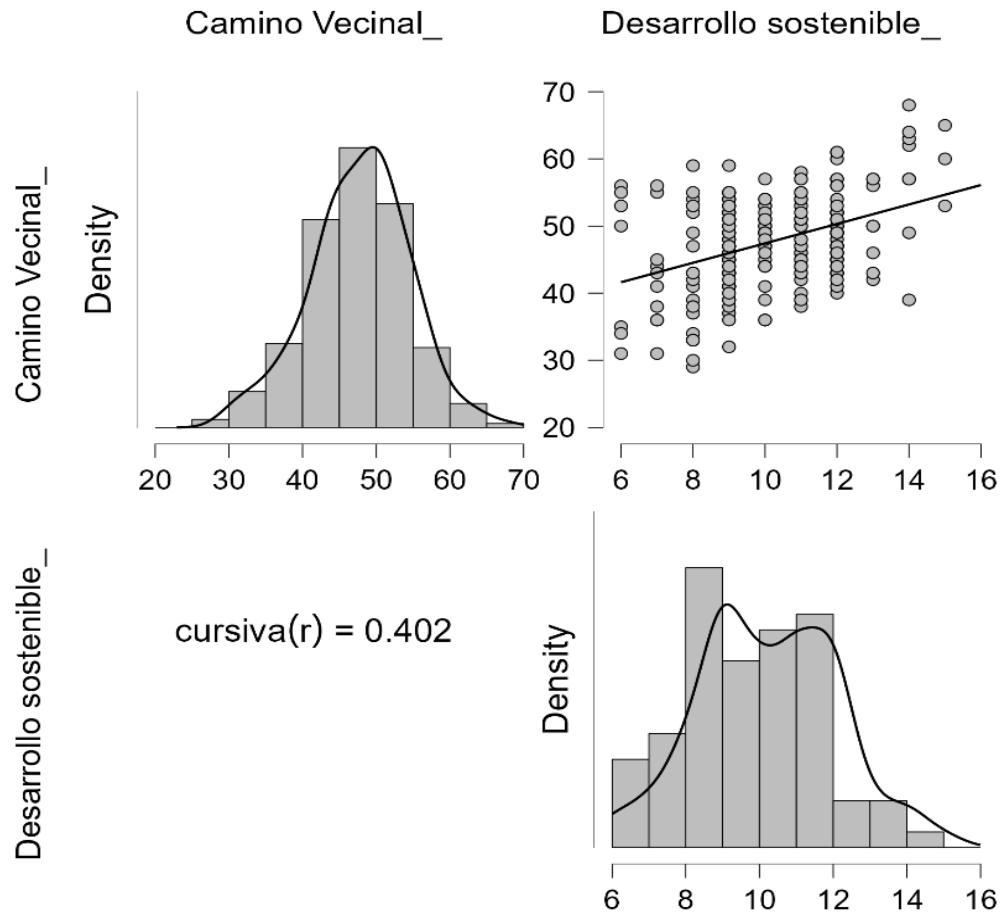 Camino Vecinal_
Desarrollo sostenible_
Camino Vecinal_
Density
20 30 40 50 60 70
70
60
50
40
30
20
6 8 10 12 14 16
Desarrollo sostenible_
cursiva(r) = 0.402
Density
6 8 10 12 14 16